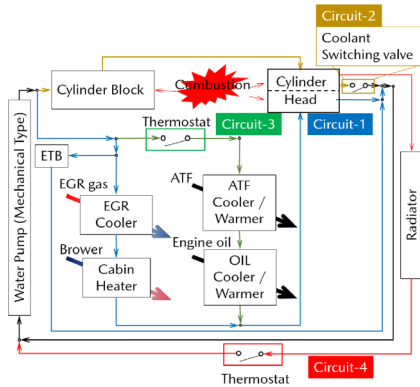 Circuit-2
Coolant
Switching valve
Cylinder Block
Combustion
Cylinder
Head
Thermostat
Circuit-3
Circuit-1
ETB
Water Pump (Mechanical Type)
EGR gas
EGR
Cooler
ATF
ATF
Cooler /
Warmer
Radiator
Brower
Cabin
Heater
Engine oil
OIL
Cooler /
Warmer
Circuit-4
Thermostat